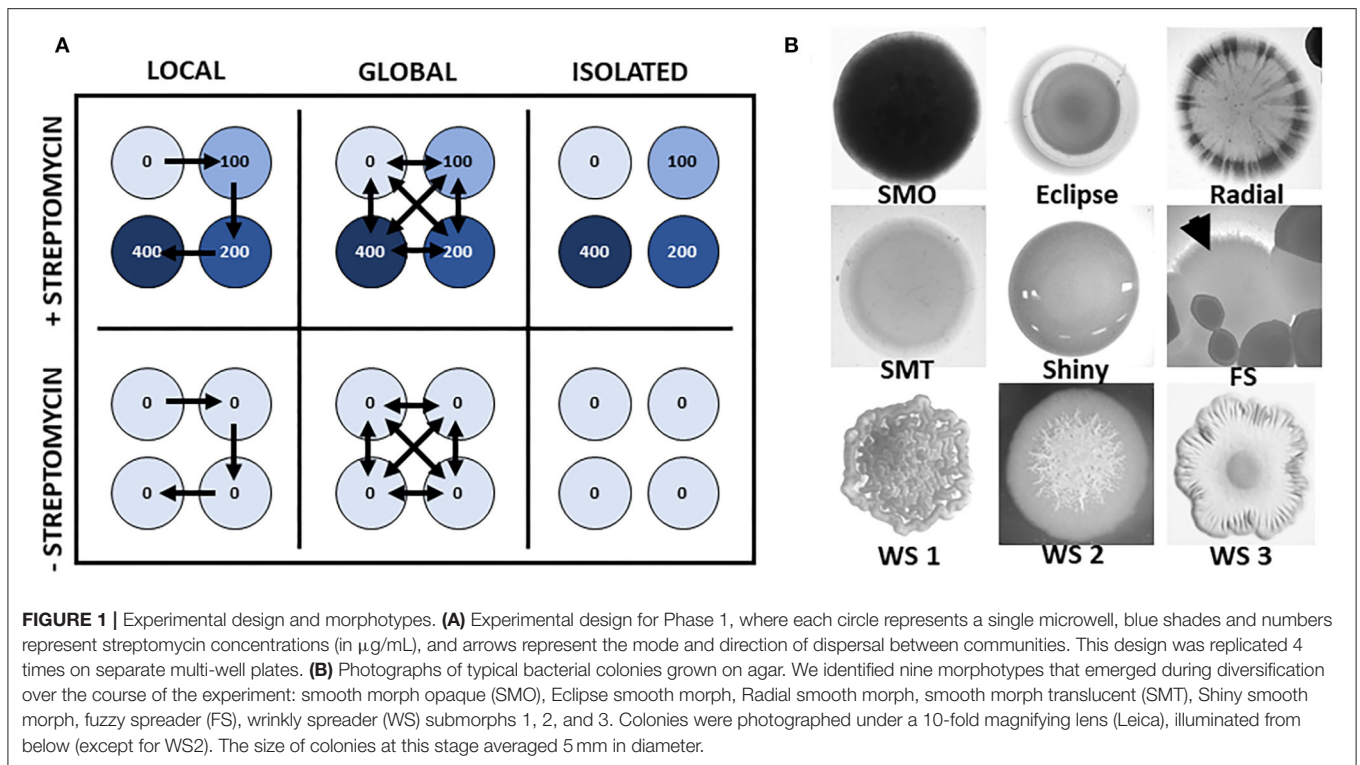 A
LOCAL
GLOBAL
ISOLATED
+ STREPTOMYCIN
0
100
400
200
0
100
400
200
0
100
400
200
- STREPTOMYCIN
0
0
0
0
0
0
0
0
0
0
0
0
B
SMO
Eclipse
Radial
SMT
Shiny
FS
WS 1
WS 2
WS 3
FIGURE 1 | Experimental design and morphotypes. (A) Experimental design for Phase 1, where each circle represents a single microwell, blue shades and numbers
represent streptomycin concentrations (in μg/mL), and arrows represent the mode and direction of dispersal between communities. This design was replicated 4
times on separate multi-well plates. (B) Photographs of typical bacterial colonies grown on agar. We identified nine morphotypes that emerged during diversification
over the course of the experiment: smooth morph opaque (SMO), Eclipse smooth morph, Radial smooth morph, smooth morph translucent (SMT), Shiny smooth
morph, fuzzy spreader (FS), wrinkly spreader (WS) submorphs 1, 2, and 3. Colonies were photographed under a 10-fold magnifying lens (Leica), illuminated from
below (except for WS2). The size of colonies at this stage averaged 5 mm in diameter.